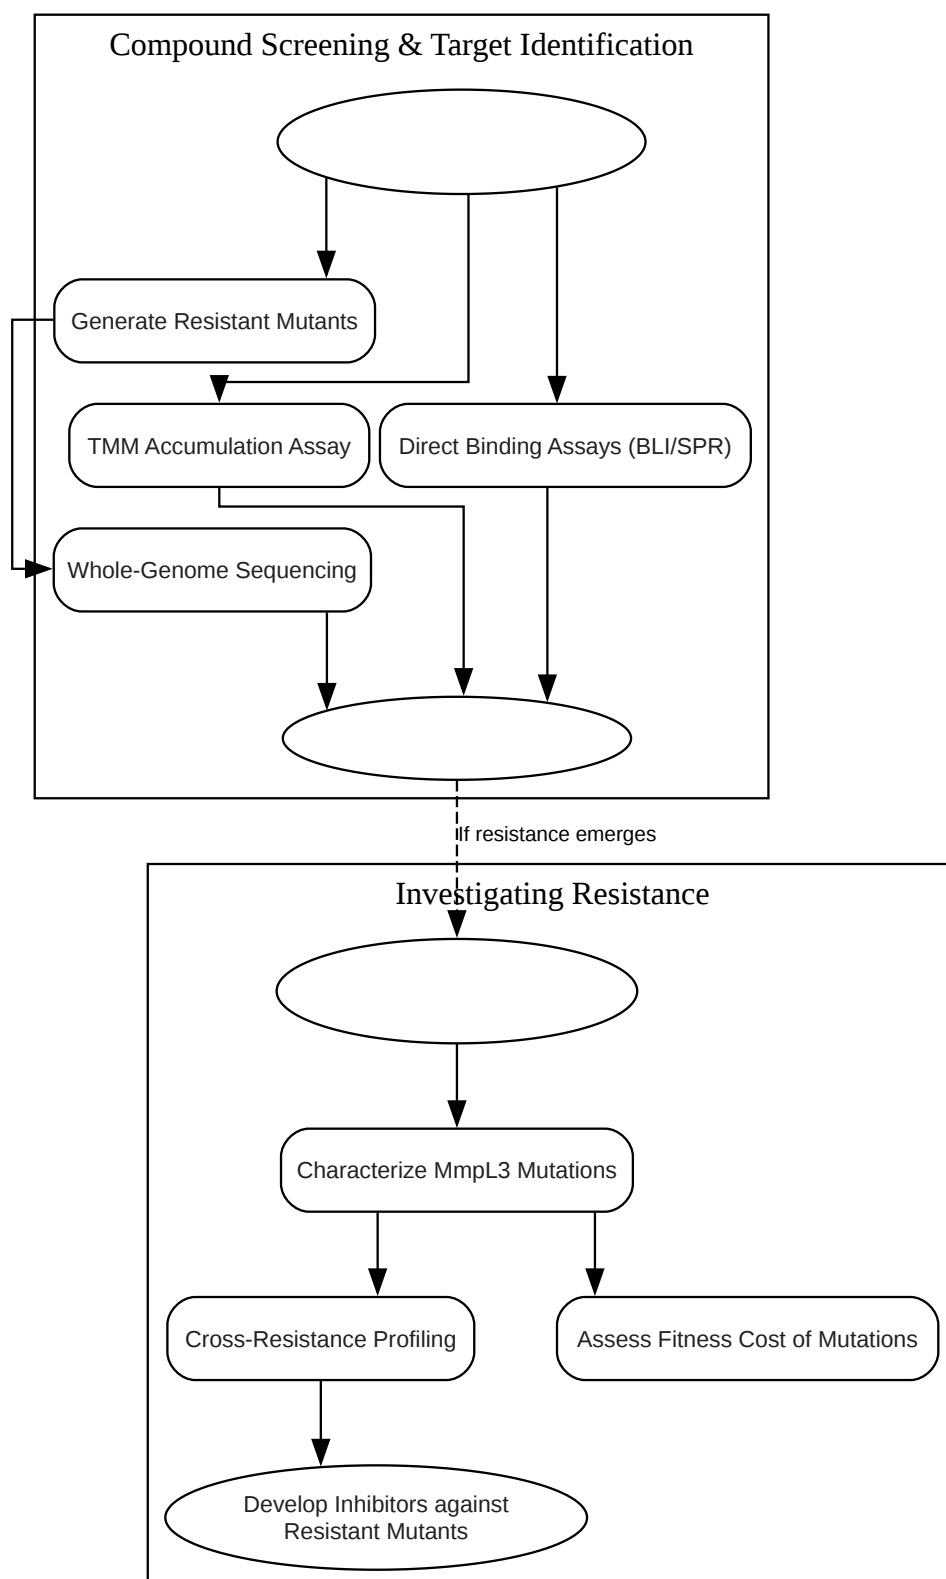 Compound Screening & Target Identification
Generate Resistant Mutants
TMM Accumulation Assay
Direct Binding Assays (BLI/SPR)
Whole-Genome Sequencing
If resistance emerges
Investigating Resistance
Characterize MmpL3 Mutations
Cross-Resistance Profiling
Assess Fitness Cost of Mutations
Develop Inhibitors against
Resistant Mutants